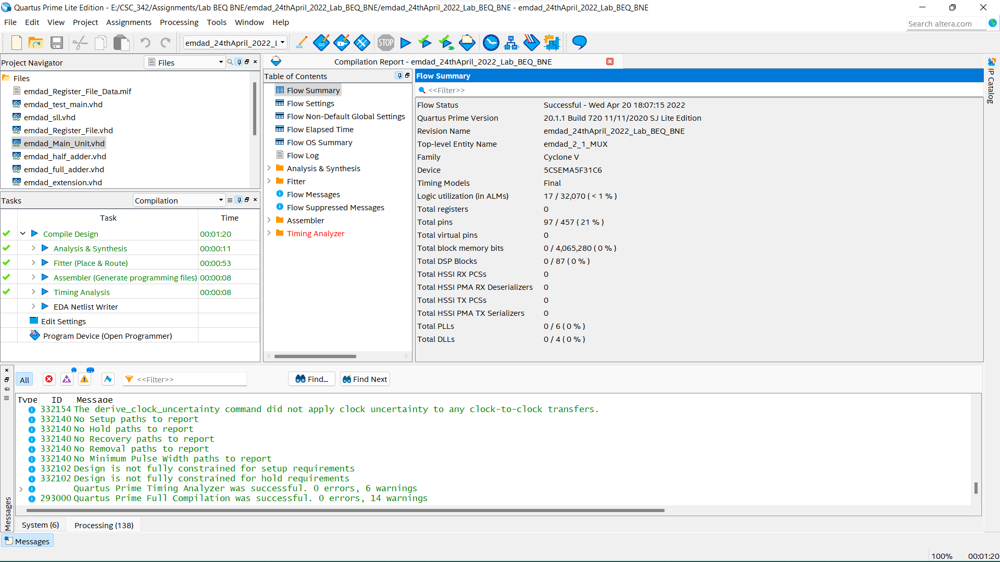 Quartus Prime Lite Edition - E:/CSC_342/Assignments/Lab BEQ BNE/emdad_24thApril_2022_Lab_BEQ_BNE/emdad_24thApril_2022_Lab_BEQ_BNE - emdad_24thApril_2022_Lab_BEQ_BNE
File Edit View Project Assignments Processing Tools Window Help
Search altera.com
emdad_24thApril_2022_L
STOP
Project Navigator
Files
Files
emdad_Register_File_Data.mif
emdad_test_main.vhd
emdad_sll.vhd
emdad_Register_File.vhd
emdad_Main_Unit.vhd
emdad_half_adder.vhd
emdad_full_adder.vhd
emdad_extension.vhd
Tasks
Compilation
Task Time
Compile Design 00:01:20
Analysis & Synthesis 00:00:11
Fitter (Place & Route) 00:00:53
Assembler (Generate programming files) 00:00:08
Timing Analysis 00:00:08
EDA Netlist Writer
Edit Settings
Program Device (Open Programmer)
Compilation Report - emdad_24thApril_2022_Lab_BEQ_BNE
Table of Contents
Flow Summary
Flow Settings
Flow Non-Default Global Settings
Flow Elapsed Time
Flow OS Summary
Flow Log
Analysis & Synthesis
Fitter
Flow Messages
Flow Suppressed Messages
Assembler
Timing Analyzer
Flow Summary
<<Filter>>
Flow Status Successful - Wed Apr 20 18:07:15 2022
Quartus Prime Version 20.1.1 Build 720 11/11/2020 SJ Lite Edition
Revision Name emdad_24thApril_2022_Lab_BEQ_BNE
Top-level Entity Name emdad_2_1_MUX
Family Cyclone V
Device 5CSEMA5F31C6
Timing Models Final
Logic utilization (in ALMs) 17 / 32,070 ( < 1 % )
Total registers 0
Total pins 97 / 457 ( 21 % )
Total virtual pins 0
Total block memory bits 0 / 4,065,280 ( 0 % )
Total DSP Blocks 0 / 87 ( 0 % )
Total HSSI RX PCSs 0
Total HSSI PMA RX Deserializers 0
Total HSSI TX PCSs 0
Total HSSI PMA TX Serializers 0
Total PLLs 0 / 6 ( 0 % )
Total DLLs 0 / 4 ( 0 % )
IP Catalog
All
<<Filter>>
Find...
Find Next
Type ID Message
332154 The derive_clock_uncertainty command did not apply clock uncertainty to any clock-to-clock transfers.
332140 No Setup paths to report
332140 No Hold paths to report
332140 No Recovery paths to report
332140 No Removal paths to report
332140 No Minimum Pulse Width paths to report
332102 Design is not fully constrained for setup requirements
332102 Design is not fully constrained for hold requirements
Quartus Prime Timing Analyzer was successful. 0 errors, 6 warnings
293000 Quartus Prime Full Compilation was successful. 0 errors, 14 warnings
Messages
System (6) Processing (138)
Messages
100% 00:01:20